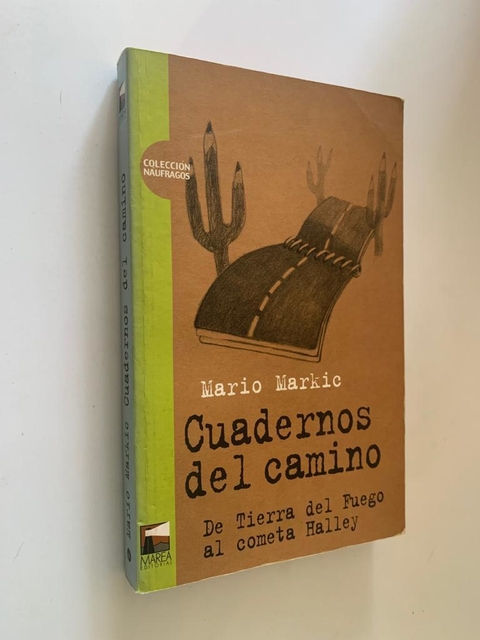 COLECCIÓN
NAUFRAGOS
Mario Markic
Cuadernos
del camino
De Tierra del Fuego
al cometa Halley
MAREA
EDITORIAL
Mario Markic Cuadernos del camino